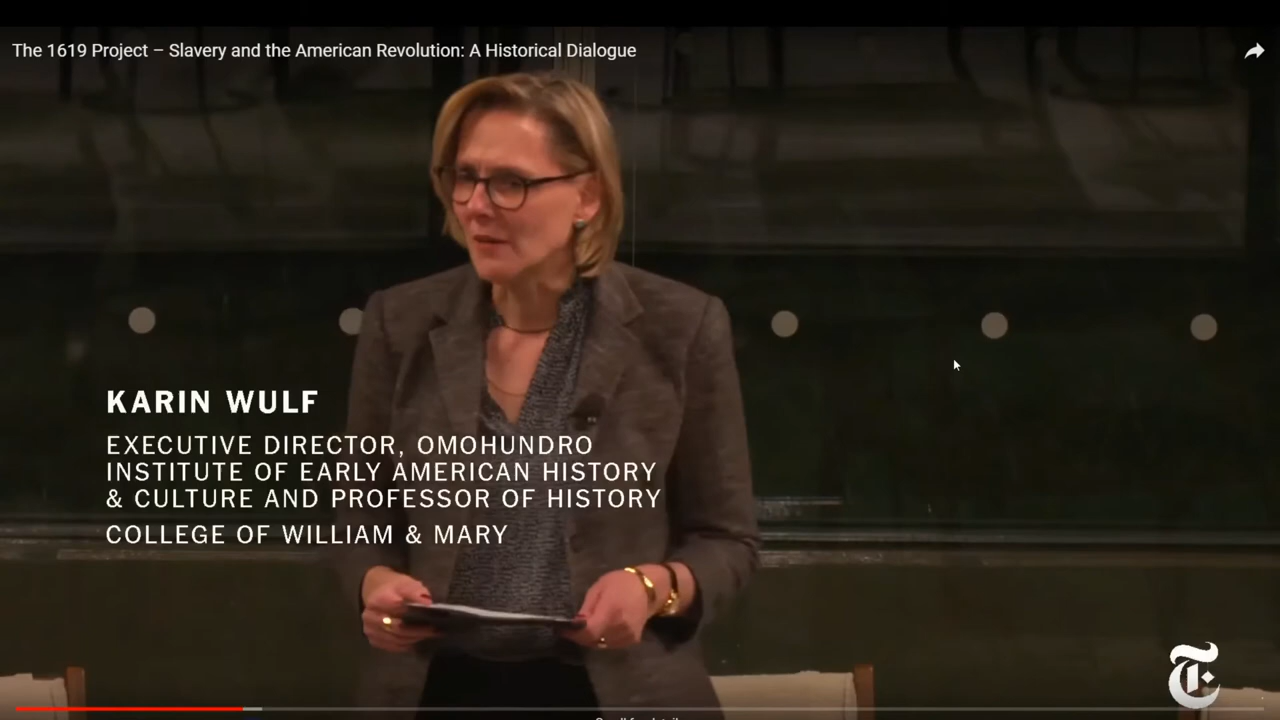 The 1619 Project – Slavery and the American Revolution: A Historical Dialogue
KARIN WULF
EXECUTIVE DIRECTOR, OMOHUNDRO
INSTITUTE OF EARLY AMERICAN HISTORY
& CULTURE AND PROFESSOR OF HISTORY
COLLEGE OF WILLIAM & MARY
T